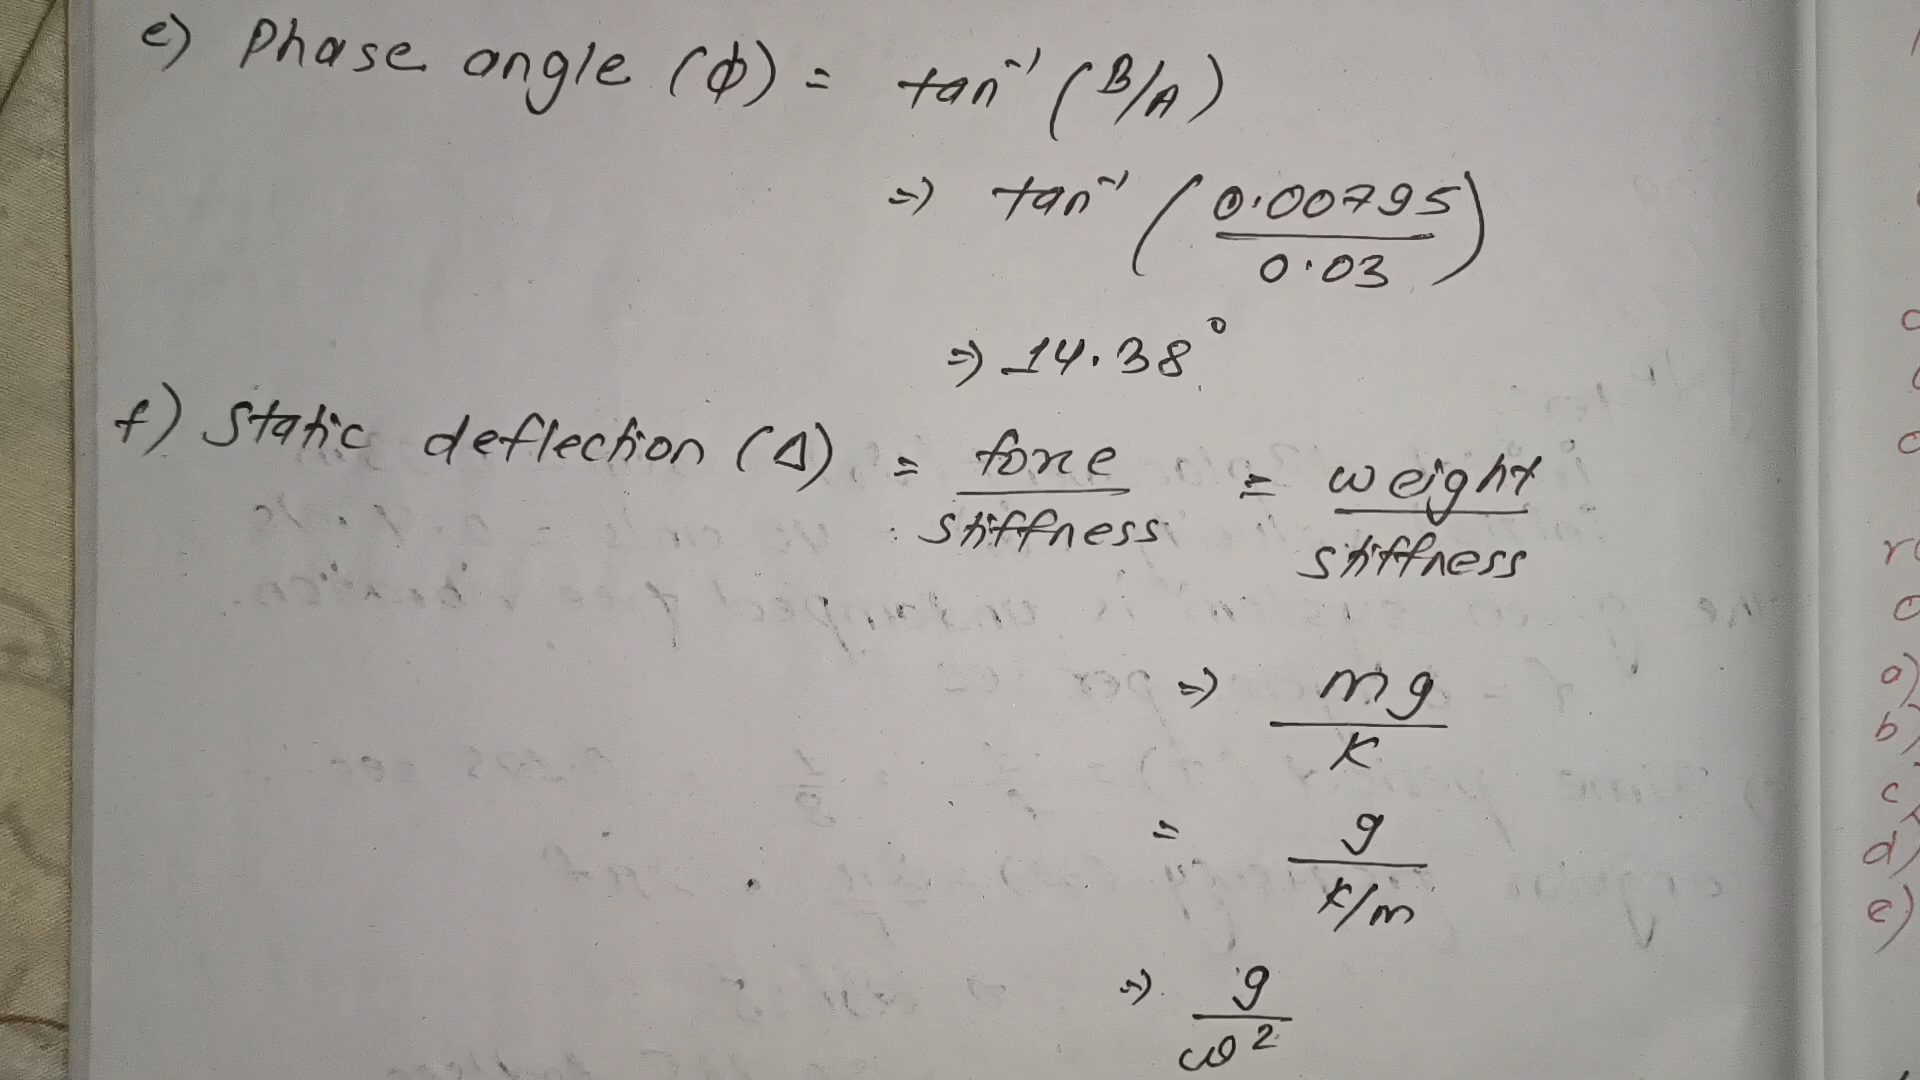 e) Phase angle (ϕ) = tan⁻¹ (B/A)
=) tan⁻¹ (0.00795/0.03)
=) 14.38°
f) Static deflection (Δ) = force/stiffness = weight/stiffness
=) mg/K
= g/K/m
=) g/ω²
a)
b)
c)
d)
e)